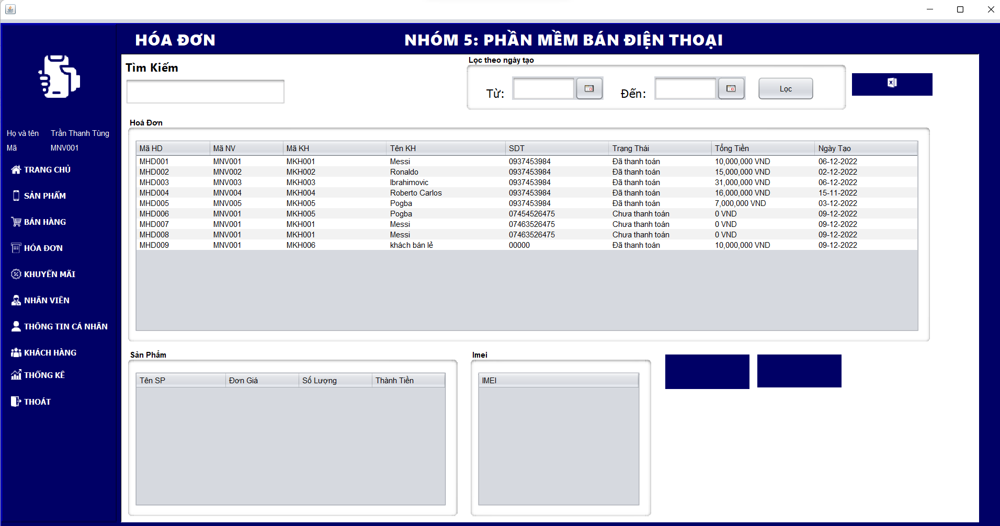 HÓA ĐƠN
NHÓM 5: PHẦN MỀM BÁN ĐIỆN THOẠI
Họ và tên Trần Thanh Tùng
Mã MNV001
TRANG CHỦ
SẢN PHẨM
BÁN HÀNG
HÓA ĐƠN
KHUYẾN MÃI
NHÂN VIÊN
THÔNG TIN CÁ NHÂN
KHÁCH HÀNG
THỐNG KÊ
THOÁT
Tìm Kiếm
Lọc theo ngày tạo
Từ: Đến: Lọc
Hoá Đơn
Mã HD Mã NV Mã KH Tên KH SDT Trạng Thái Tổng Tiền Ngày Tạo
MHD001 MNV001 MKH001 Messi 0937453984 Đã thanh toán 10,000,000 VND 06-12-2022
MHD002 MNV002 MKH002 Ronaldo 0937453984 Đã thanh toán 15,000,000 VND 02-12-2022
MHD003 MNV003 MKH003 Ibrahimovic 0937453984 Đã thanh toán 31,000,000 VND 06-12-2022
MHD004 MNV004 MKH004 Roberto Carlos 0937453984 Đã thanh toán 16,000,000 VND 15-11-2022
MHD005 MNV005 MKH005 Pogba 0937453984 Đã thanh toán 7,000,000 VND 03-12-2022
MHD006 MNV001 MKH005 Pogba 07454526475 Chưa thanh toán 0 VND 09-12-2022
MHD007 MNV001 MKH001 Messi 07463526475 Chưa thanh toán 0 VND 09-12-2022
MHD008 MNV001 MKH001 Messi 07463526475 Chưa thanh toán 0 VND 09-12-2022
MHD009 MNV001 MKH006 khách bán lẻ 00000 Đã thanh toán 10,000,000 VND 09-12-2022
Sản Phẩm
Tên SP Đơn Giá Số Lượng Thành Tiền
Imei
IMEI